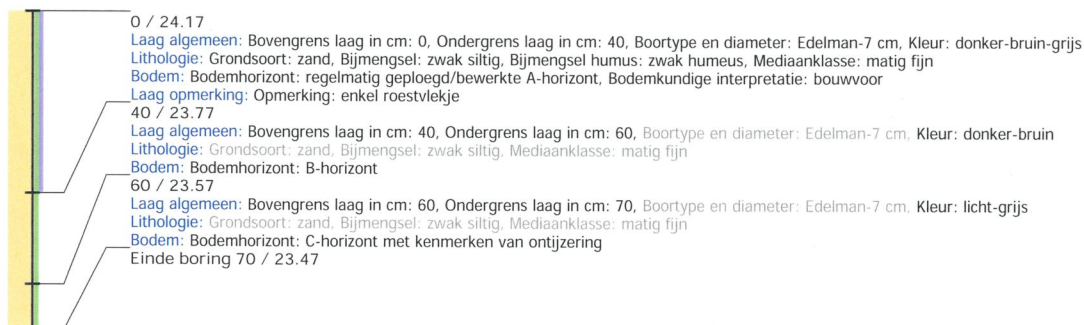 0 / 24.17
Laag algemeen: Bovengrens laag in cm: 0, Ondergrens laag in cm: 40, Boortype en diameter: Edelman-7 cm, Kleur: donker-bruin-grijs
Lithologie: Grondsoort: zand, Bijmengsel: zwak siltig, Bijmengsel humus: zwak humeus, Mediaanklasse: matig fijn
Bodem: Bodemhorizont: regelmatig geploegd/bewerkte A-horizont, Bodemkundige interpretatie: bouwvoor
Laag opmerking: Opmerking: enkel roestvlekje
40 / 23.77
Laag algemeen: Bovengrens laag in cm: 40, Ondergrens laag in cm: 60, Boortype en diameter: Edelman-7 cm, Kleur: donker-bruin
Lithologie: Grondsoort: zand, Bijmengsel: zwak siltig, Mediaanklasse: matig fijn
Bodem: Bodemhorizont: B-horizont
60 / 23.57
Laag algemeen: Bovengrens laag in cm: 60, Ondergrens laag in cm: 70, Boortype en diameter: Edelman-7 cm, Kleur: licht-grijs
Lithologie: Grondsoort: zand, Bijmengsel: zwak siltig, Mediaanklasse: matig fijn
Bodem: Bodemhorizont: C-horizont met kenmerken van ontijzering
Einde boring 70 / 23.47